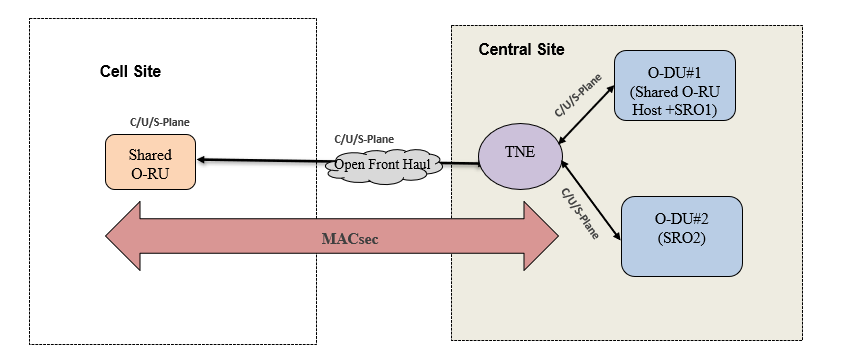 Cell Site
C/U/S-Plane
Shared
O-RU
C/U/S-Plane
Open Front Haul
MACsec
Central Site
TNE
C/U/S-Plane
O-DU#1
(Shared O-RU
Host +SRO1)
C/U/S-Plane
O-DU#2
(SRO2)